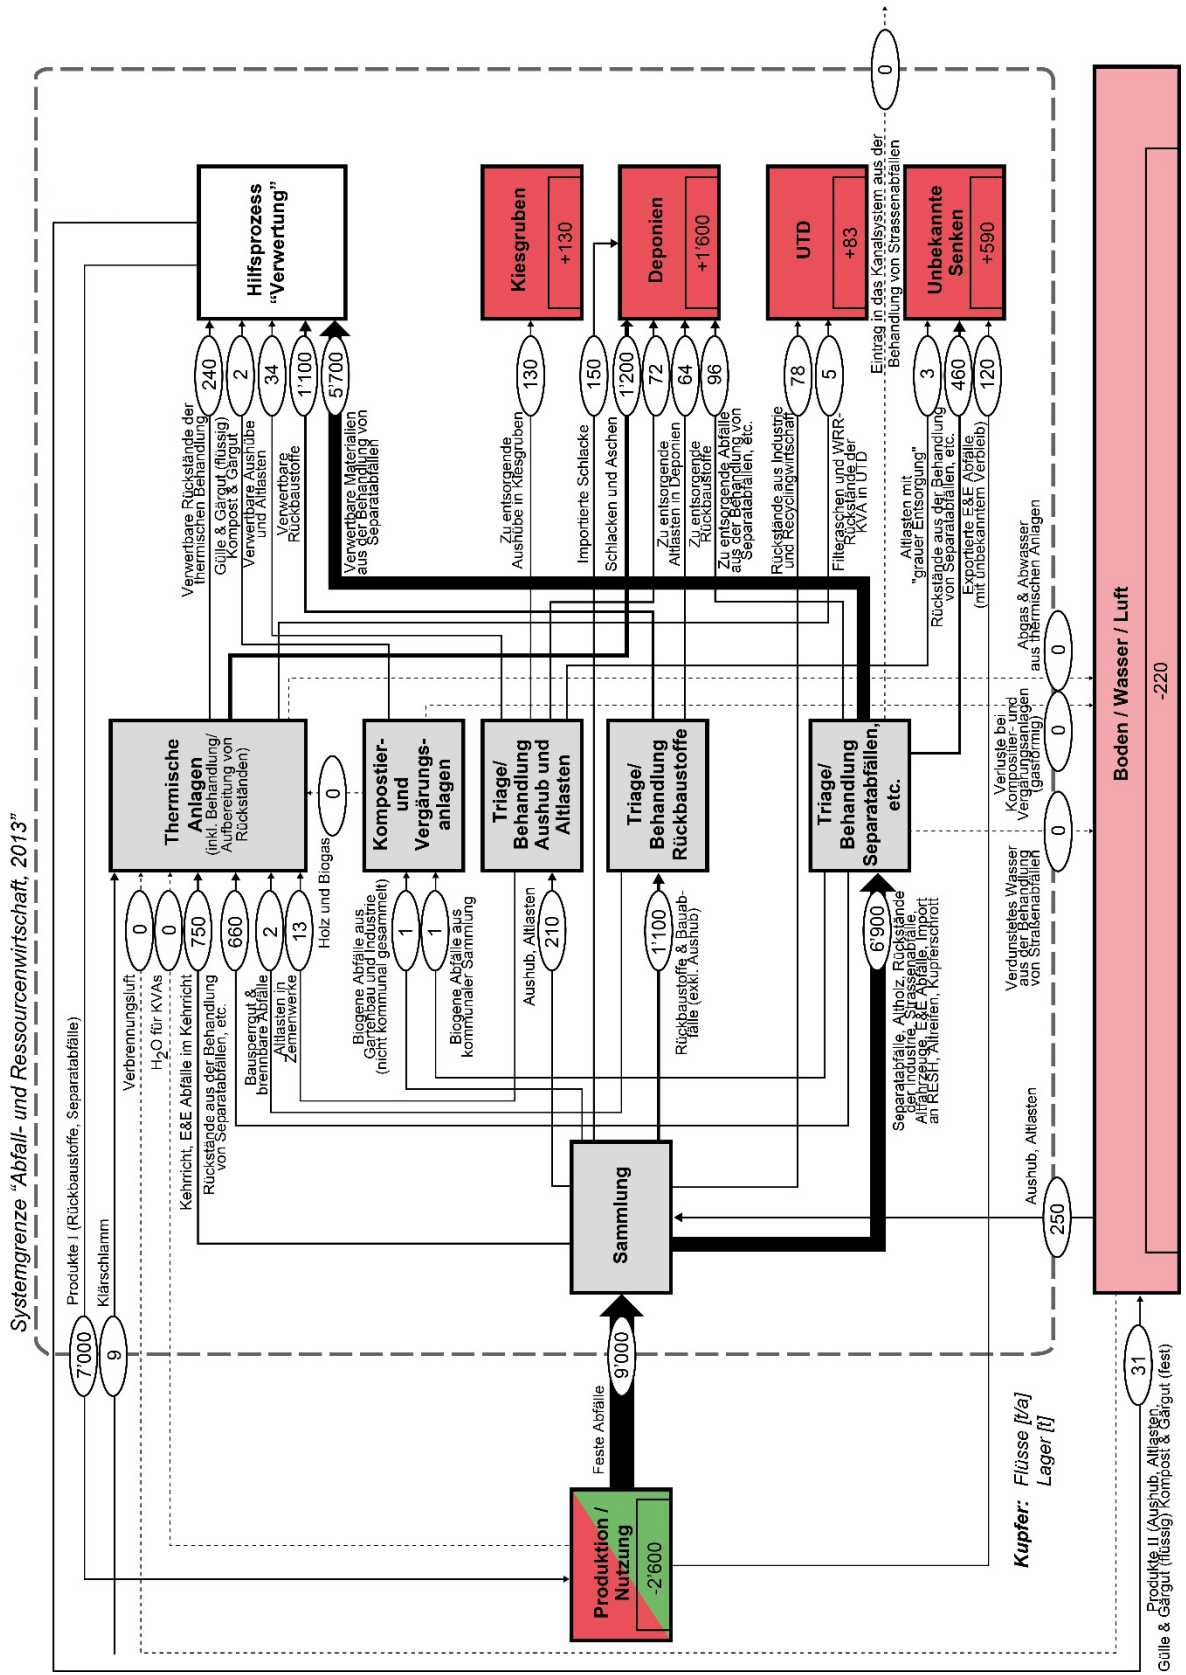 Systemgrenze "Abfall- und Ressourcenwirtschaft, 2013"
7'000
Produkte I (Rückbaustoffe, Separatabfälle)
9
Klärschlamm
Verbrennungsluft
0
H2O für KVAs
0
Kehrricht, E&E Abfälle im Kehrricht
750
Rückstände aus der Behandlung
von Separatabfällen, etc.
660
Bausperrgut &
brennbare Abfälle
2
Altlasten in
Zemenwerke
13
Holz und Biogas
0
Thermische
Anlagen
(inkl. Behandlung/
Aufbereitung von
Rückständen)
Biogene Abfälle aus
Gartenbau und Industrie
(nicht kommunal gesammelt)
1
Biogene Abfälle aus
kommunaler Sammlung
1
Kompostier-
und
Vergärungs-
anlagen
Aushub, Altlasten
210
Triage/
Behandlung
Aushub und
Altlasten
Rückbaustoffe & Bauab-
fälle (exkl. Aushub)
1'100
Triage/
Behandlung
Rückbaustoffe
Separatabfälle, Altholz, Rückstände
der Industrie, Strassenabfälle,
Altfahrzeuge, E&E Abfälle, Import
an RESH, Altreifen, Kupferschrott
6'900
Triage/
Behandlung
Separatabfällen,
etc.
Produktion /
Nutzung
-2'600
Feste Abfälle
9'000
Sammlung
Verwertbare Rückstände der
thermischen Behandlung
240
Gülle & Gärgut (flüssig)
Kompost & Gärgut
2
Verwertbare Aushübe
und Altlasten
34
Verwertbare
Rückbaustoffe
1'100
Verwertbare Materialien
aus der Behandlung von
Separatabfällen
5'700
Hilfsprozess
"Verwertung"
Zu entsorgende
Aushübe in Kiesgruben
130
Kiesgruben
+130
Importierte Schlacke
150
Schlacken und Aschen
1'200
Zu entsorgende
Altlasten in Deponien
72
Zu entsorgende
Rückbaustoffe
64
Zu entsorgende Abfälle
aus der Behandlung von
Separatabfällen, etc.
96
Deponien
+1'600
Rückstände aus Industrie
und Recyclingwirtschaft
78
Filteraschen und WRR-
Rückstände der
KVA in UTD
5
UTD
+83
Altlasten mit
"grauer Entsorgung"
3
Rückstände aus der Behandlung
von Separatabfällen, etc.
460
Exportierte E&E Abfälle
(mit unbekanntem Verbleib)
120
Unbekannte
Senken
+590
Eintrag in das Kanalsystem aus der
Behandlung von Strassenabfällen
0
Verdunstetes Wasser
aus der Behandlung
von Straßenabfällen
0
Verluste bei
Kompositier- und
Vergärungsanlagen
(gasförmig)
0
Abgas & Abwasser
aus thermischen Anlagen
0
Aushub, Altlasten
250
Boden / Wasser / Luft
-220
31
Produkte II (Aushub, Altlasten,
Gülle & Gärgut (flüssig) Kompost & Gärgut (fest)
Kupfer: Flüsse [t/a]
Lager [t]